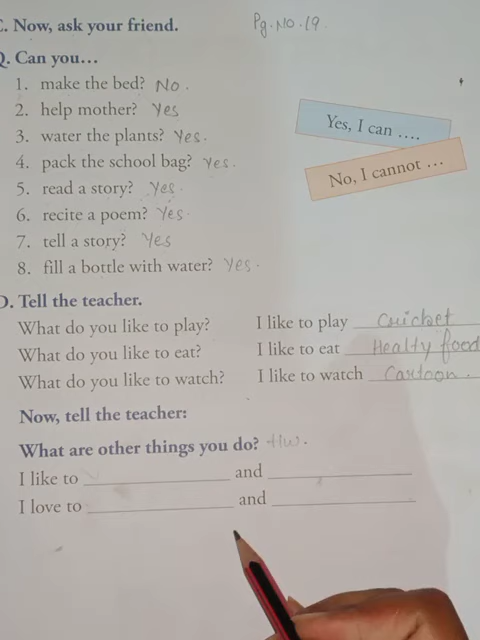 C. Now, ask your friend. Pg.No.19.
Q. Can you...
1. make the bed? No.
2. help mother? Yes
3. water the plants? Yes.
4. pack the school bag? Yes.
5. read a story? Yes.
6. recite a poem? Yes.
7. tell a story? Yes
8. fill a bottle with water? Yes.
Yes, I can ....
No, I cannot ...
D. Tell the teacher.
What do you like to play? I like to play Cricket
What do you like to eat? I like to eat Healty food
What do you like to watch? I like to watch Cartoon.
Now, tell the teacher:
What are other things you do? HW.
I like to ____________ and ____________
I love to ____________ and ____________